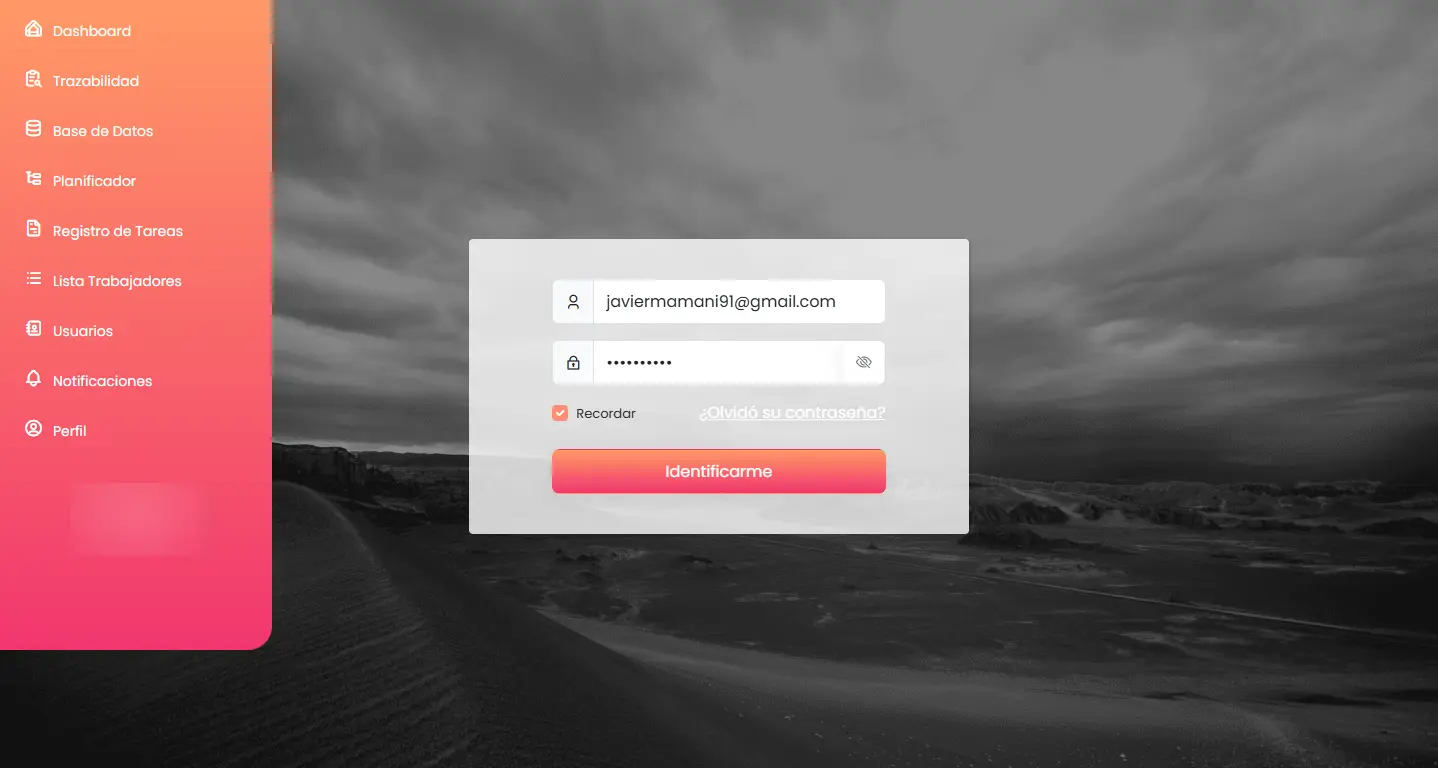 Dashboard
Trazabilidad
Base de Datos
Planificador
Registro de Tareas
Lista Trabajadores
Usuarios
Notificaciones
Perfil
javiermamani91@gmail.com
••••••••••
Recordar
¿Olvidó su contraseña?
Identificarme